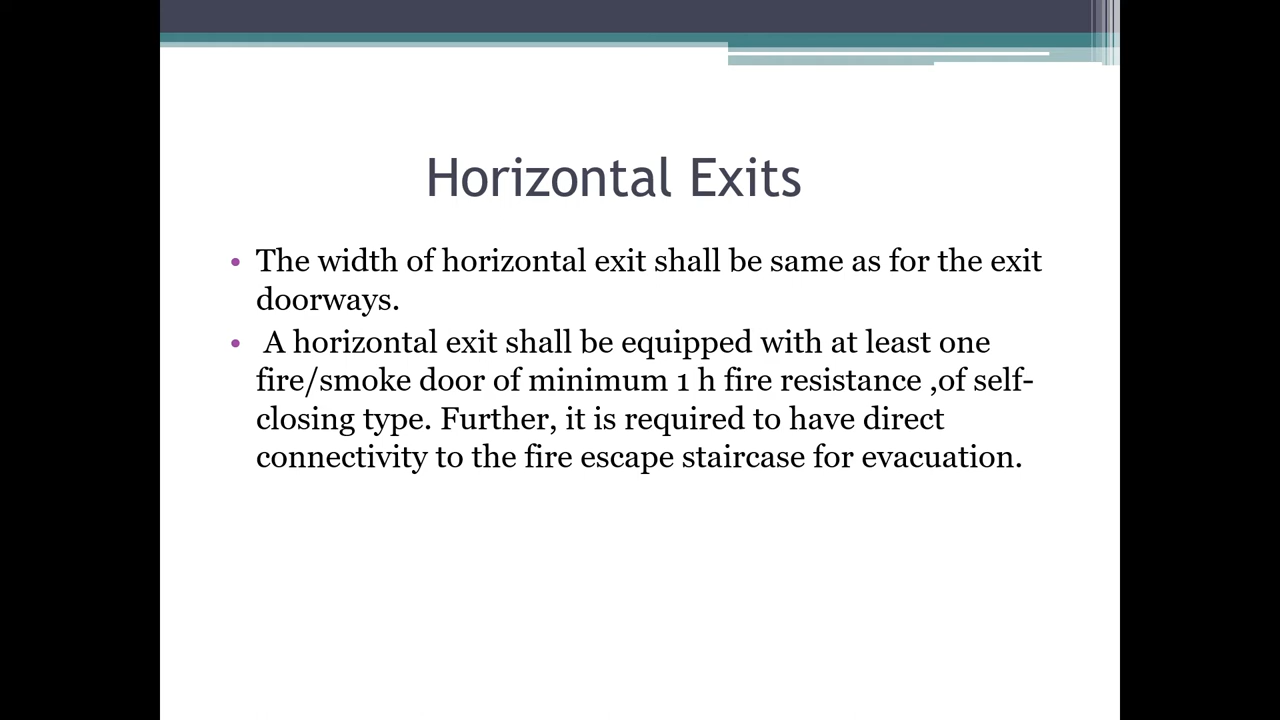 Horizontal Exits
• The width of horizontal exit shall be same as for the exit
doorways.
• A horizontal exit shall be equipped with at least one
fire/smoke door of minimum 1 h fire resistance ,of self-
closing type. Further, it is required to have direct
connectivity to the fire escape staircase for evacuation.